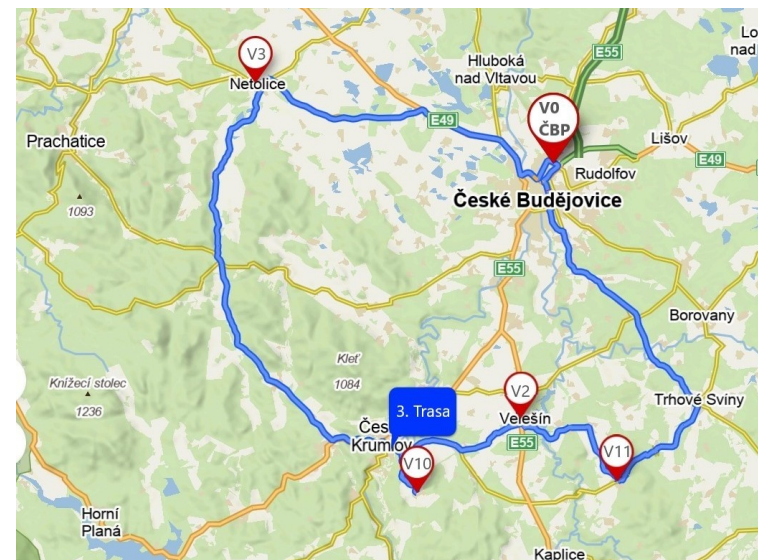 V3
Netolice
Hluboká
nad Vltavou
E55
Lo
nad
V0
ČBP
E49
Lišov
E49
Rudolfov
Prachatice
1093
České Budějovice
E55
Borovany
Kleť
1084
Knížecí stolec
1236
3. Trasa
V2
Velešín
E55
Trhové Sviny
Čes
Krumlov
V10
V11
Horní
Planá
Kaplice